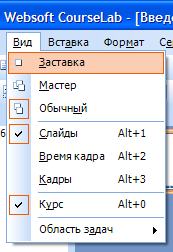 Websoft CourseLab - [Введе
Вид Вставка Формат Се
Заставка
Мастер
Обычный
Слайды Alt+1
Время кадра Alt+2
Кадры Alt+3
Курс Alt+0
Область задач